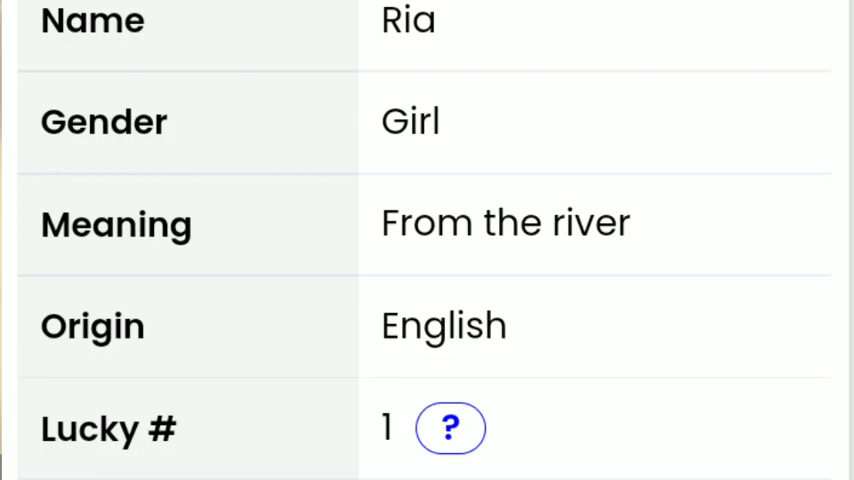 Name Ria
Gender Girl
Meaning From the river
Origin English
Lucky # 1 ?